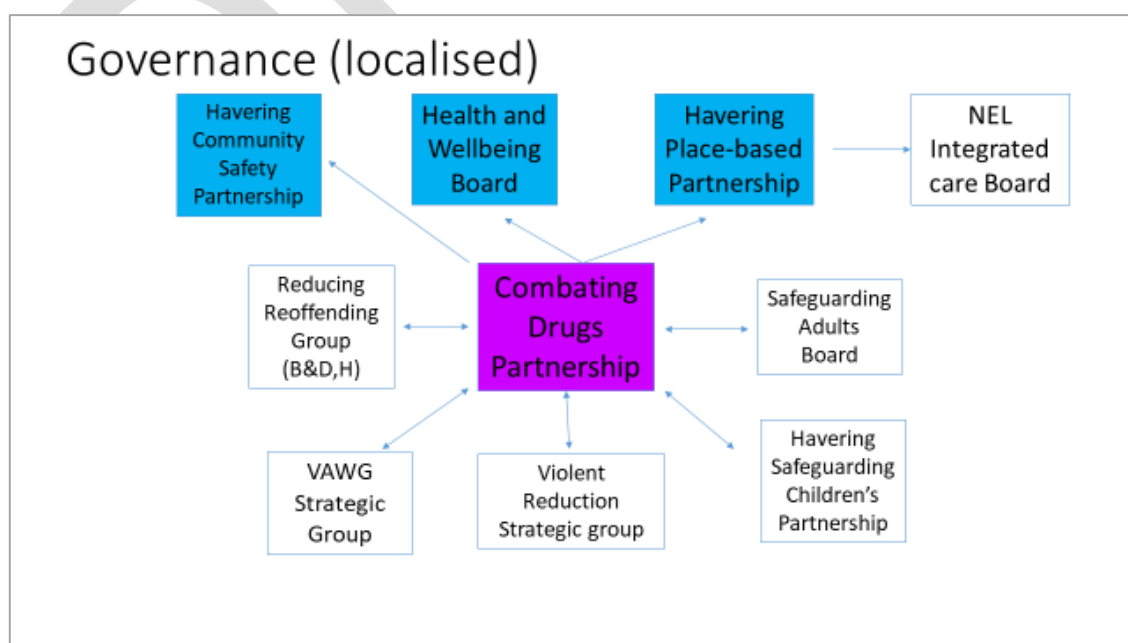 Governance (localised)
Havering
Community
Safety
Partnership
Health and
Wellbeing
Board
Havering
Place-based
Partnership
NEL
Integrated
care Board
Reducing
Reoffending
Group
(B&D,H)
Combating
Drugs
Partnership
Safeguarding
Adults
Board
VAWG
Strategic
Group
Violent
Reduction
Strategic group
Havering
Safeguarding
Children’s
Partnership